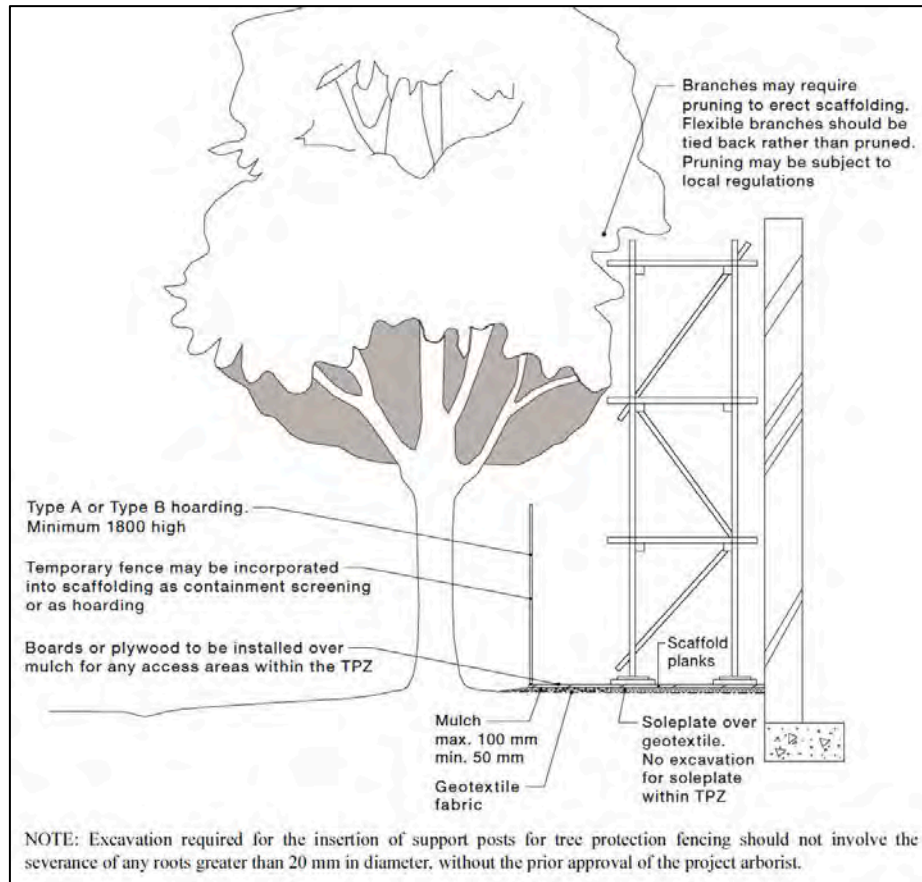 Branches may require
pruning to erect scaffolding.
Flexible branches should be
tied back rather than pruned.
Pruning may be subject to
local regulations
Type A or Type B hoarding.
Minimum 1800 high
Temporary fence may be incorporated
into scaffolding as containment screening
or as hoarding
Boards or plywood to be installed over
mulch for any access areas within the TPZ
Scaffold
planks
Mulch
max. 100 mm
min. 50 mm
Geotextile
fabric
Soleplate over
geotextile.
No excavation
for soleplate
within TPZ
NOTE: Excavation required for the insertion of support posts for tree protection fencing should not involve the
severance of any roots greater than 20 mm in diameter, without the prior approval of the project arborist.